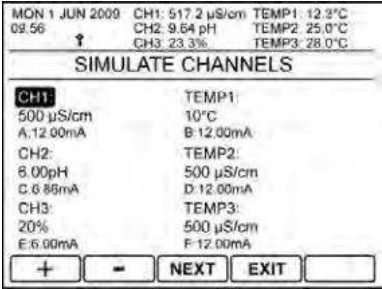 MON 1 JUN 2009 CH1: 517.2 µS/cm TEMP1: 12.3°C
09:56 CH2: 9.64 pH TEMP2: 25.0°C
CH3: 23.3% TEMP3: 28.0°C
SIMULATE CHANNELS
CH1: TEMP1:
500 µS/cm 10°C
A:12.00mA B:12.00mA
CH2: TEMP2:
6.00pH 500 µS/cm
C:6.86mA D:12.00mA
CH3: TEMP3:
20% 500 µS/cm
E:6.00mA F:12.00mA
+ - NEXT EXIT